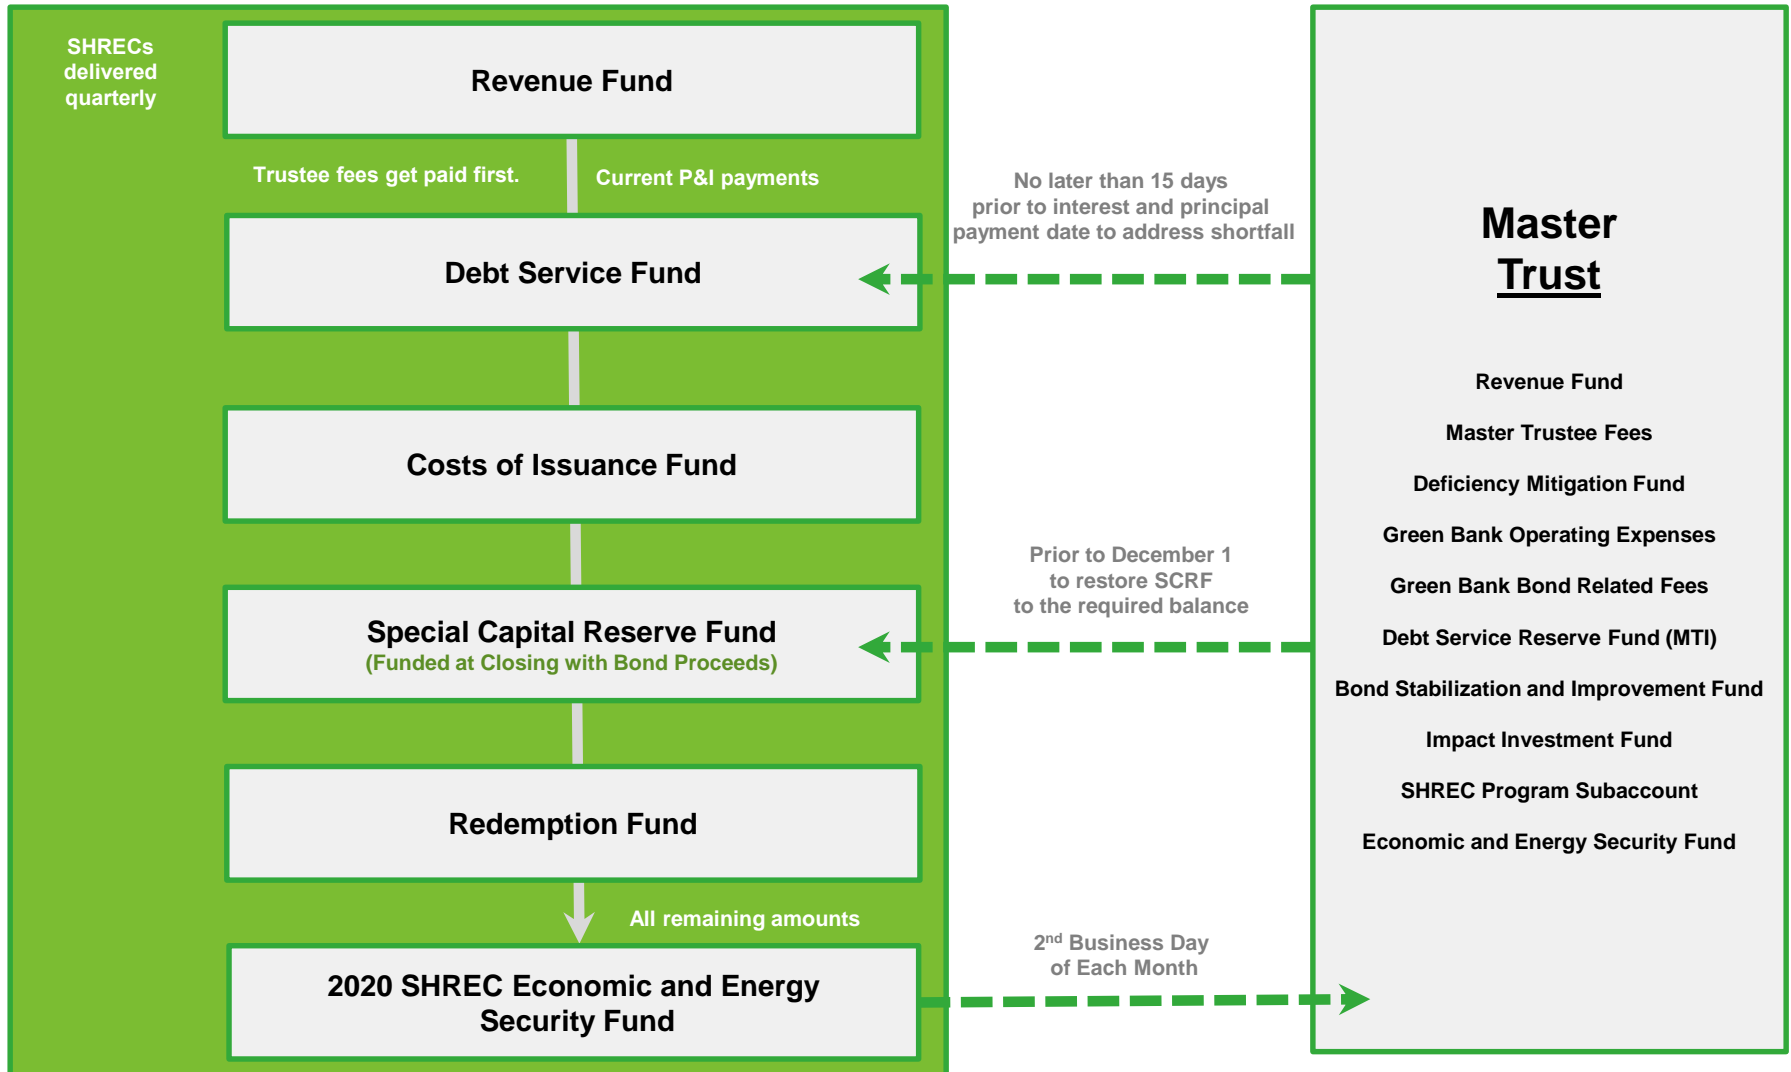 SHRECs
delivered
quarterly
Revenue Fund
Trustee fees get paid first.
Current P&I payments
Debt Service Fund
Costs of Issuance Fund
Special Capital Reserve Fund
(Funded at Closing with Bond Proceeds)
Redemption Fund
All remaining amounts
2020 SHREC Economic and Energy
Security Fund
No later than 15 days
prior to interest and principal
payment date to address shortfall
Prior to December 1
to restore SCRF
to the required balance
2nd Business Day
of Each Month
Master
Trust
Revenue Fund
Master Trustee Fees
Deficiency Mitigation Fund
Green Bank Operating Expenses
Green Bank Bond Related Fees
Debt Service Reserve Fund (MTI)
Bond Stabilization and Improvement Fund
Impact Investment Fund
SHREC Program Subaccount
Economic and Energy Security Fund